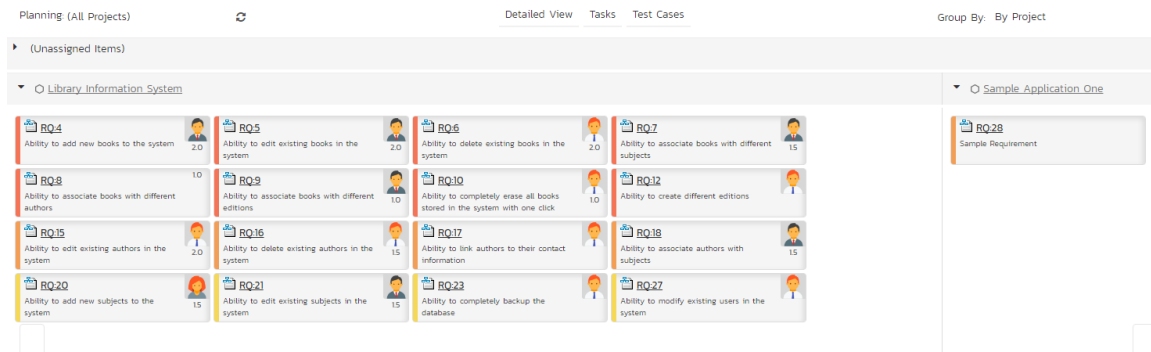 Planning: (All Projects)
Detailed View Tasks Test Cases
Group By: By Project
(Unassigned Items)
Library Information System
Sample Application One
RQ:4
Ability to add new books to the system
2.0
RQ:5
Ability to edit existing books in the
system
2.0
RQ:6
Ability to delete existing books in the
system
2.0
RQ:7
Ability to associate books with different
subjects
1.5
RQ:28
Sample Requirement
RQ:8
Ability to associate books with different
authors
1.0
RQ:9
Ability to associate books with different
editions
1.0
RQ:10
Ability to completely erase all books
stored in the system with one click
1.0
RQ:12
Ability to create different editions
RQ:15
Ability to edit existing authors in the
system
2.0
RQ:16
Ability to delete existing authors in the
system
1.5
RQ:17
Ability to link authors to their contact
information
RQ:18
Ability to associate authors with
subjects
1.5
RQ:20
Ability to add new subjects to the
system
1.5
RQ:21
Ability to edit existing subjects in the
system
1.5
RQ:23
Ability to completely backup the
database
RQ:27
Ability to modify existing users in the
system